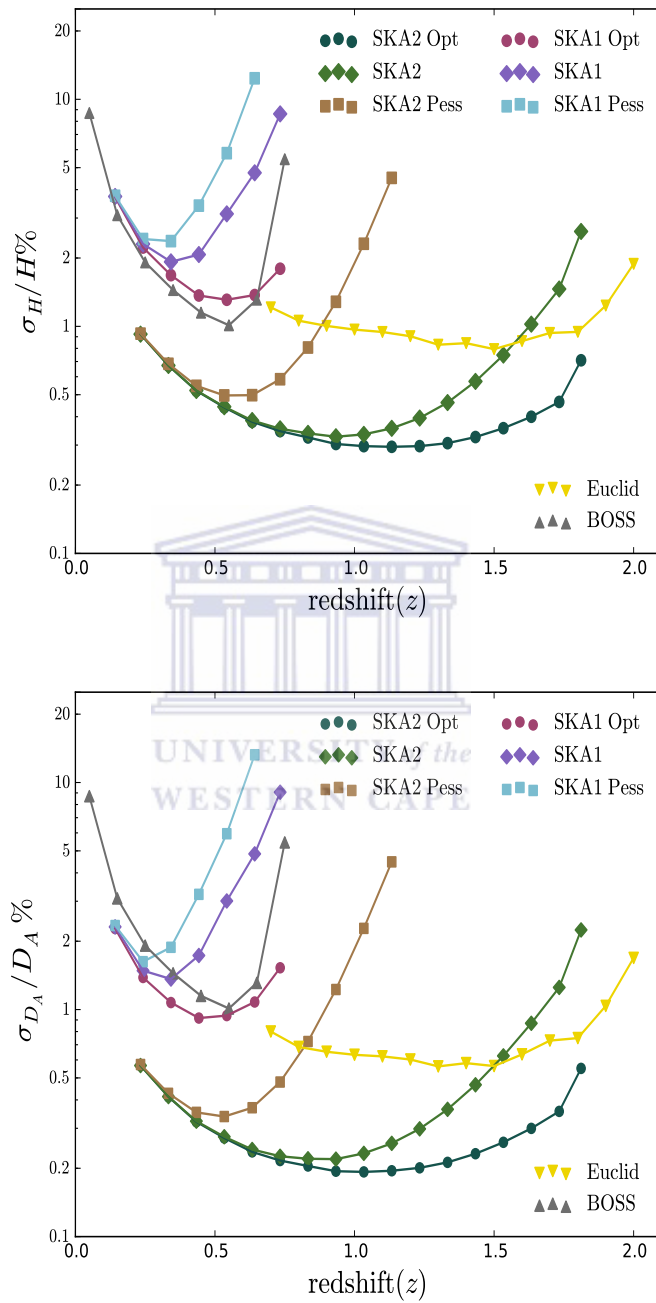 20
10
5
2
1
0.5
0.2
0.1
σ_H/H%
SKA2 Opt
SKA2
SKA2 Pess
SKA1 Opt
SKA1
SKA1 Pess
Euclid
BOSS
0.0 0.5 1.0 1.5 2.0
redshift(z)
UNIVERSITY of the
WESTERN CAPE
20
10
5
2
1
0.5
0.2
0.1
σ_{D_A}/D_A%
SKA2 Opt
SKA2
SKA2 Pess
SKA1 Opt
SKA1
SKA1 Pess
Euclid
BOSS
0.0 0.5 1.0 1.5 2.0
redshift(z)